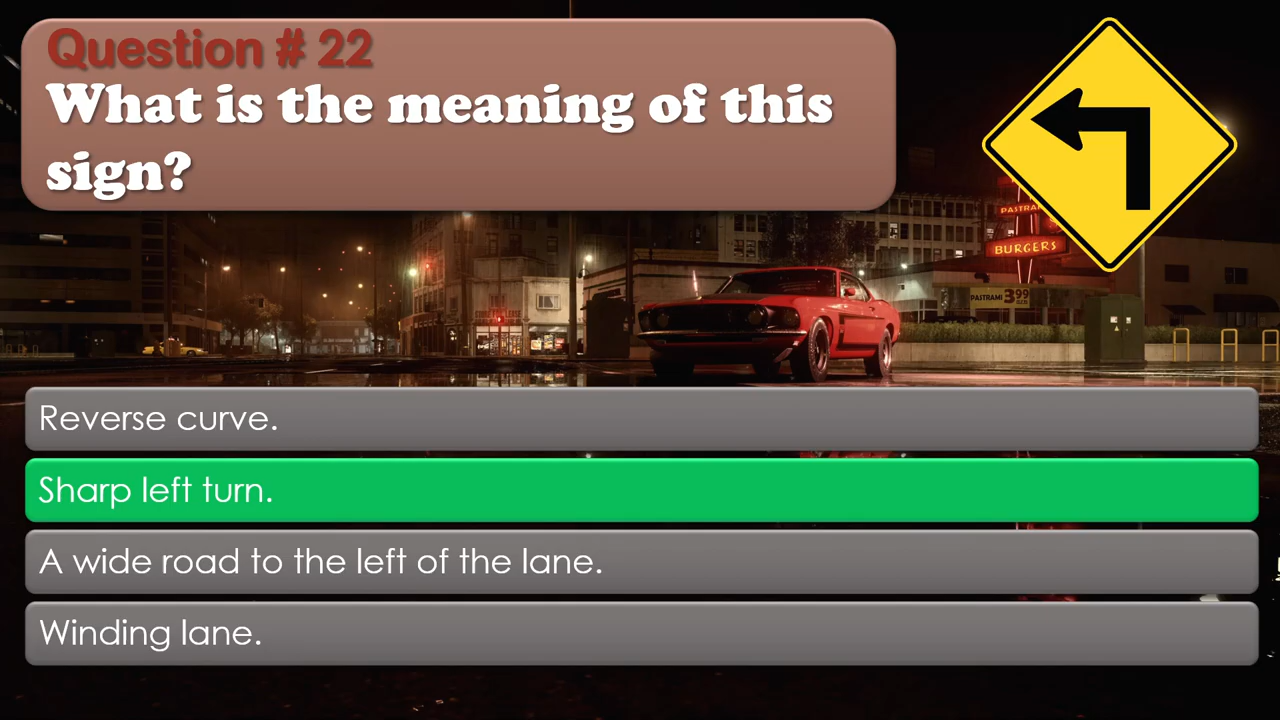 Question # 22
What is the meaning of this
sign?
PASTRAMI
BURGERS
PASTRAMI 3.99
Reverse curve.
Sharp left turn.
A wide road to the left of the lane.
Winding lane.